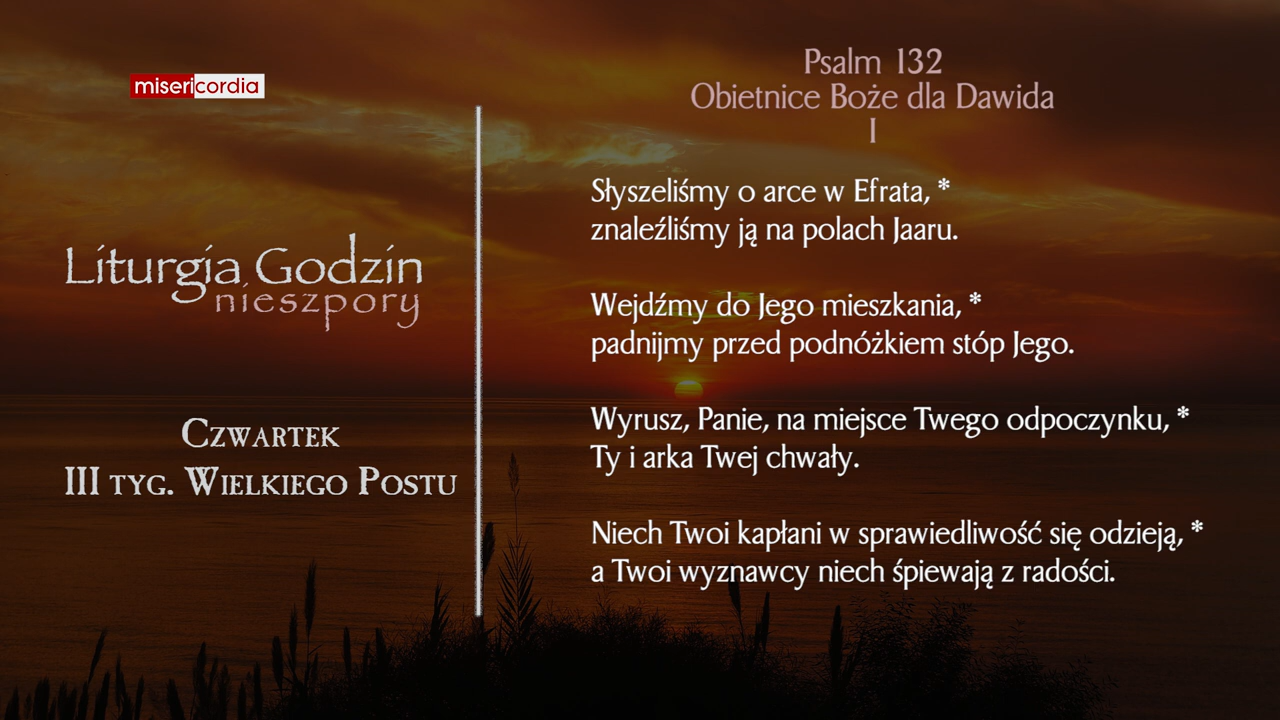 misericordia
Liturgia Godzin
nieszpory
Czwartek
III tyg. Wielkiego Postu
Psalm 132
Obietnice Boże dla Dawida
I
Słyszeliśmy o arce w Efrata, *
znaleźliśmy ją na polach Jaaru.
Wejdźmy do Jego mieszkania, *
padnijmy przed podnóżkiem stóp Jego.
Wyrusz, Panie, na miejsce Twego odpoczynku, *
Ty i arka Twej chwały.
Niech Twoi kapłani w sprawiedliwość się odzieją, *
a Twoi wyznawcy niech śpiewają z radości.